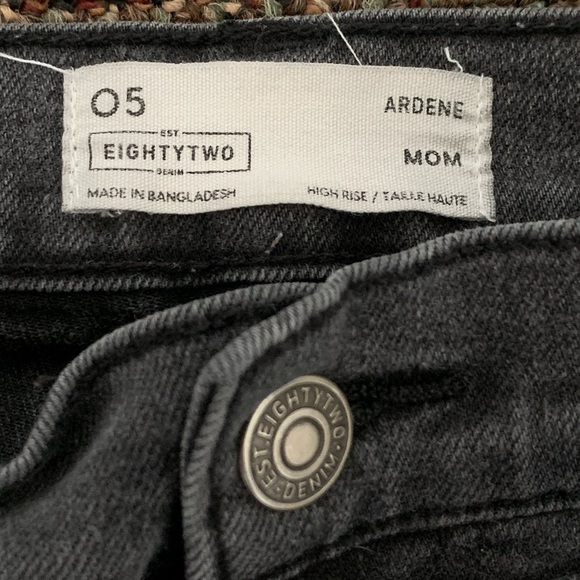 05
ARDENE
EST
EIGHTYTWO
DENIM
MOM
MADE IN BANGLADESH
HIGH RISE / TAILLE HAUTE
EST. EIGHTYTWO · DENIM ·